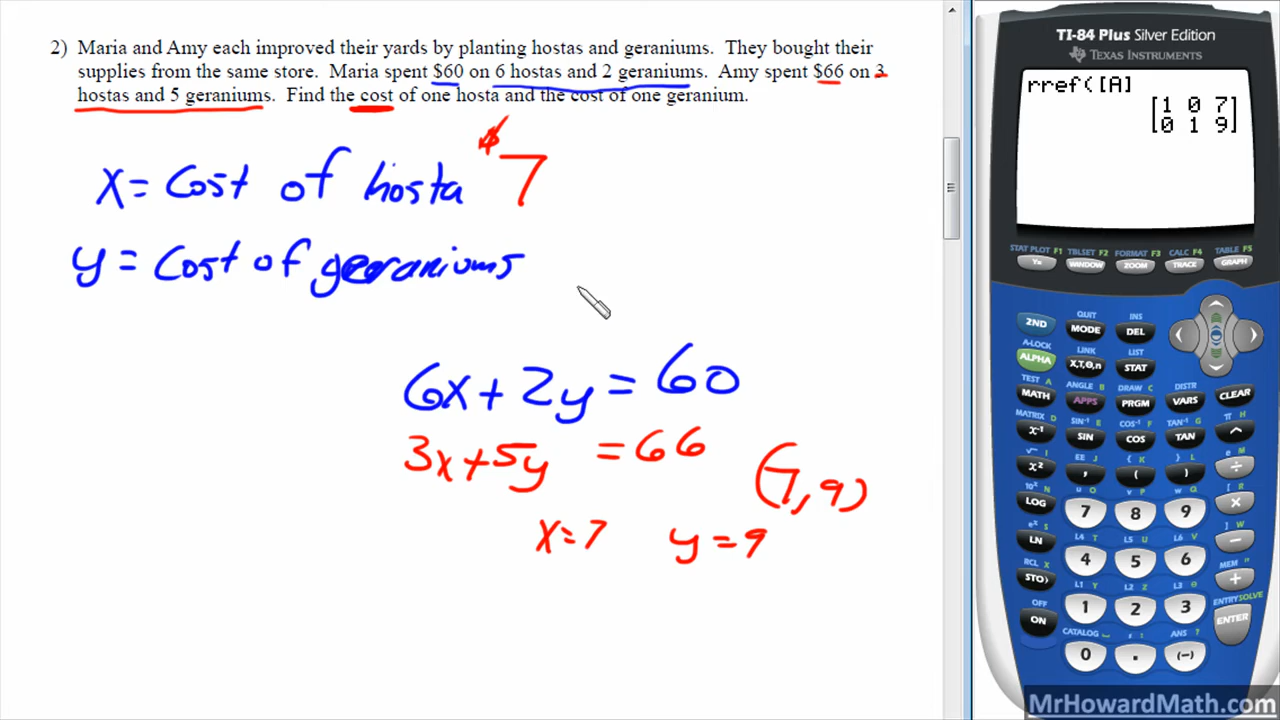 2) Maria and Amy each improved their yards by planting hostas and geraniums. They bought their
supplies from the same store. Maria spent $60 on 6 hostas and 2 geraniums. Amy spent $66 on 3
hostas and 5 geraniums. Find the cost of one hosta and the cost of one geranium.
x = Cost of hosta $7
y = Cost of geraniums
6x + 2y = 60
3x + 5y = 66
(7, 9)
x = 7 y = 9
TI-84 Plus Silver Edition
TEXAS INSTRUMENTS
rref([A]
[1 0 7]
[0 1 9]
STAT PLOT F1 TBLSET F2 FORMAT F3 CALC F4 TABLE F5
Y= WINDOW ZOOM TRACE GRAPH
QUIT INS
2ND MODE DEL
A-LOCK LINK LIST
ALPHA X,T,Θ,n STAT
TEST A ANGLE B DRAW C DISTR
MATH APPS PRGM VARS CLEAR
MATRIX D SIN⁻¹ E COS⁻¹ F TAN⁻¹ G π H
x⁻¹ SIN COS TAN ^
√ I EE J { K } L e M
x² , ( ) ÷
10ˣ N u O v P w Q [ R
LOG 7 8 9 ×
eˣ S L4 T L5 U L6 V ] W
LN 4 5 6 −
RCL X L1 Y L2 Z L3 θ MEM "
STO› 1 2 3 +
OFF CATALOG ␣ i : ANS ? ENTRY SOLVE
ON 0 . (−) ENTER
MrHowardMath.com